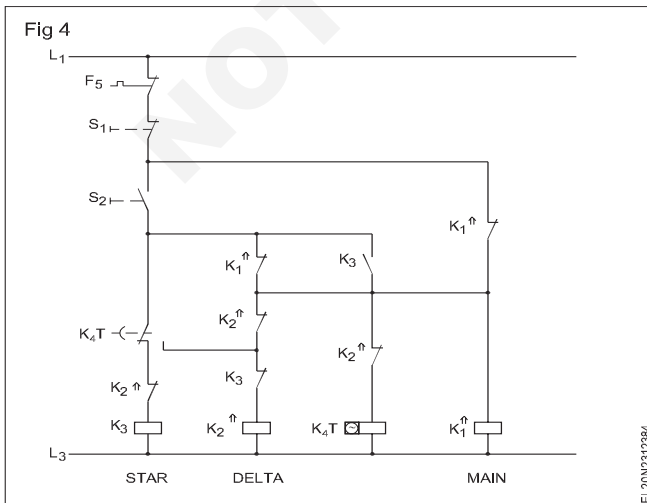 Fig 4
L1
F5
S1
S2
K1⇑
K1⇑
K3
K2⇑
K4T
K2⇑
K2⇑
K3
K3
K2⇑
K4T
K1⇑
L3
STAR
DELTA
MAIN
NOT